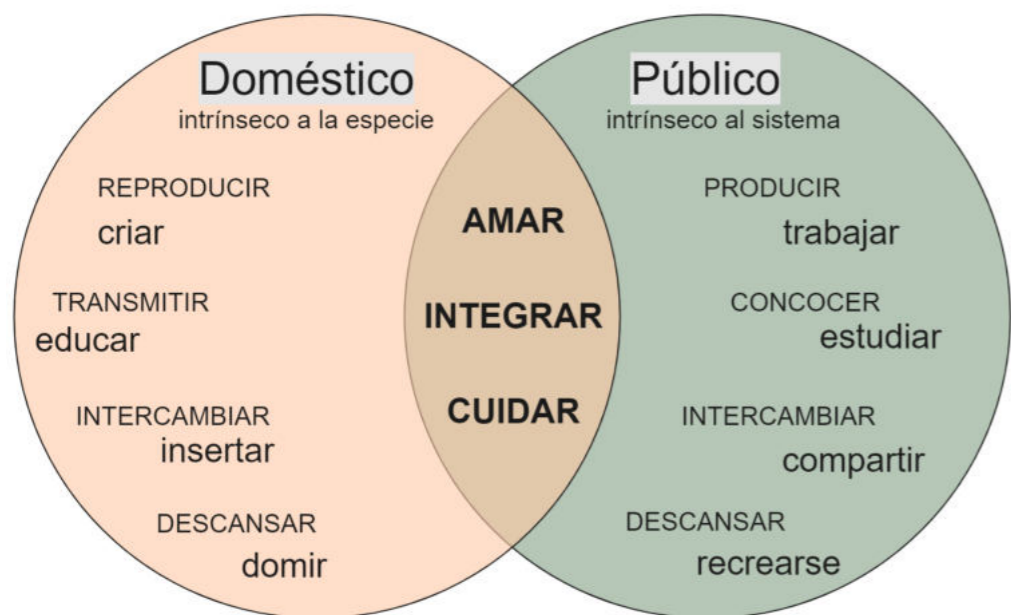 Doméstico
intrínseco a la especie
REPRODUCIR
criar
TRANSMITIR
educar
INTERCAMBIAR
insertar
DESCANSAR
domir
AMAR
INTEGRAR
CUIDAR
Público
intrínseco al sistema
PRODUCIR
trabajar
CONCOCER
estudiar
INTERCAMBIAR
compartir
DESCANSAR
recrearse